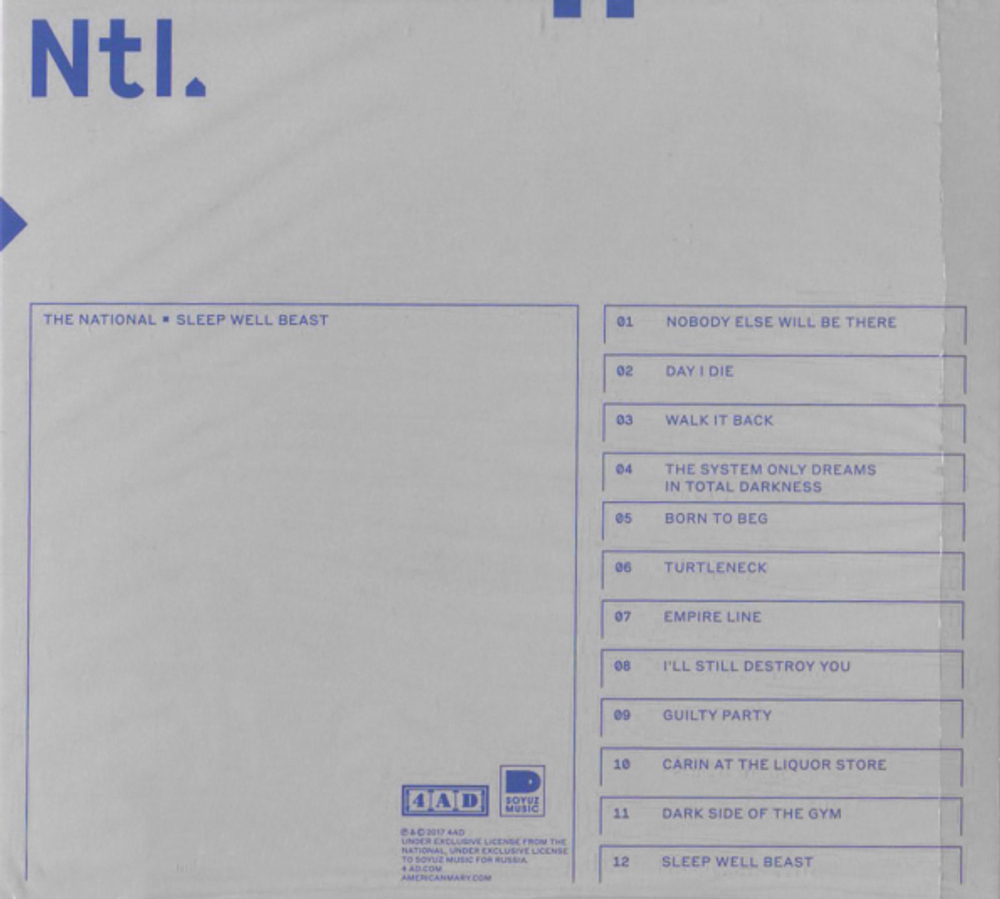 Ntl.
THE NATIONAL ▪ SLEEP WELL BEAST
01 NOBODY ELSE WILL BE THERE
02 DAY I DIE
03 WALK IT BACK
04 THE SYSTEM ONLY DREAMS
IN TOTAL DARKNESS
05 BORN TO BEG
06 TURTLENECK
07 EMPIRE LINE
08 I'LL STILL DESTROY YOU
09 GUILTY PARTY
10 CARIN AT THE LIQUOR STORE
11 DARK SIDE OF THE GYM
12 SLEEP WELL BEAST
4AD
SOYUZ
MUSIC
℗ & © 2017 4AD
UNDER EXCLUSIVE LICENSE FROM THE
NATIONAL, UNDER EXCLUSIVE LICENSE
TO SOYUZ MUSIC FOR RUSSIA.
4AD.COM
AMERICANMARY.COM